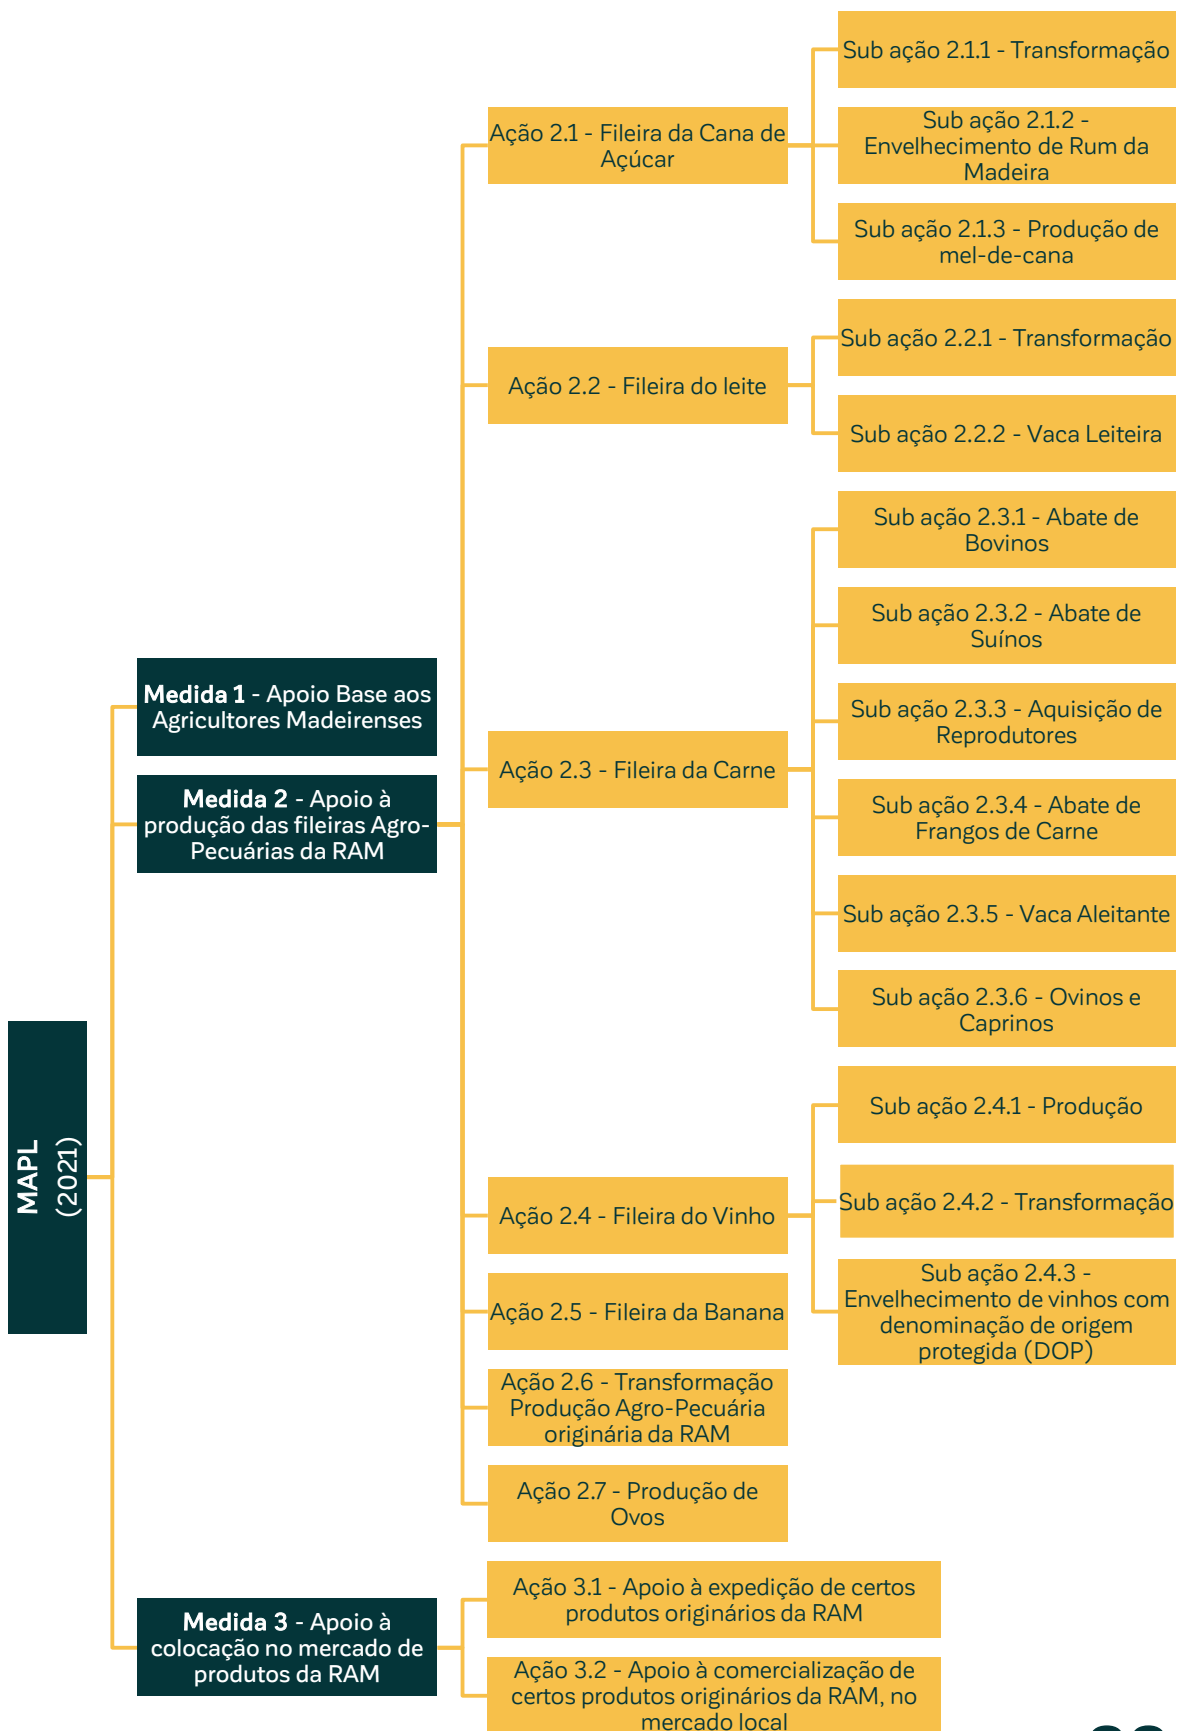 MAPL
(2021)
Medida 1 - Apoio Base aos
Agricultores Madeirenses
Medida 2 - Apoio à
produção das fileiras Agro-
Pecuárias da RAM
Ação 2.1 - Fileira da Cana de
Açúcar
Sub ação 2.1.1 - Transformação
Sub ação 2.1.2 -
Envelhecimento de Rum da
Madeira
Sub ação 2.1.3 - Produção de
mel-de-cana
Ação 2.2 - Fileira do leite
Sub ação 2.2.1 - Transformação
Sub ação 2.2.2 - Vaca Leiteira
Ação 2.3 - Fileira da Carne
Sub ação 2.3.1 - Abate de
Bovinos
Sub ação 2.3.2 - Abate de
Suínos
Sub ação 2.3.3 - Aquisição de
Reprodutores
Sub ação 2.3.4 - Abate de
Frangos de Carne
Sub ação 2.3.5 - Vaca Aleitante
Sub ação 2.3.6 - Ovinos e
Caprinos
Ação 2.4 - Fileira do Vinho
Sub ação 2.4.1 - Produção
Sub ação 2.4.2 - Transformação
Sub ação 2.4.3 -
Envelhecimento de vinhos com
denominação de origem
protegida (DOP)
Ação 2.5 - Fileira da Banana
Ação 2.6 - Transformação
Produção Agro-Pecuária
originária da RAM
Ação 2.7 - Produção de
Ovos
Medida 3 - Apoio à
colocação no mercado de
produtos da RAM
Ação 3.1 - Apoio à expedição de certos
produtos originários da RAM
Ação 3.2 - Apoio à comercialização de
certos produtos originários da RAM, no
mercado local